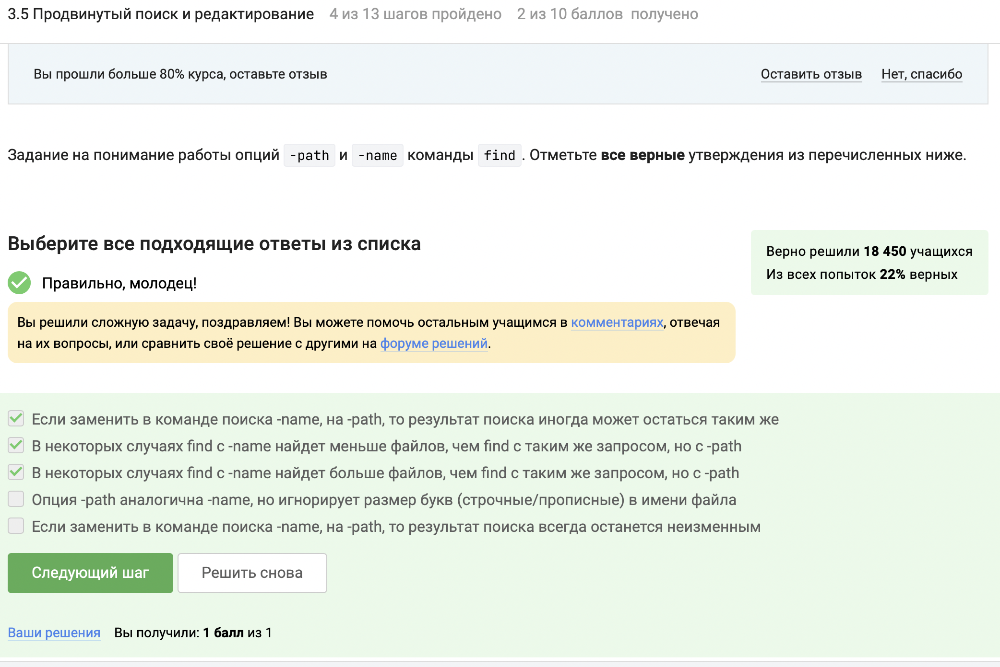 3.5 Продвинутый поиск и редактирование 4 из 13 шагов пройдено 2 из 10 баллов получено
Вы прошли больше 80% курса, оставьте отзыв Оставить отзыв Нет, спасибо
Задание на понимание работы опций -path и -name команды find. Отметьте все верные утверждения из перечисленных ниже.
Выберите все подходящие ответы из списка
Верно решили 18 450 учащихся
Из всех попыток 22% верных
Правильно, молодец!
Вы решили сложную задачу, поздравляем! Вы можете помочь остальным учащимся в комментариях, отвечая
на их вопросы, или сравнить своё решение с другими на форуме решений.
Если заменить в команде поиска -name, на -path, то результат поиска иногда может остаться таким же
В некоторых случаях find с -name найдет меньше файлов, чем find с таким же запросом, но с -path
В некоторых случаях find с -name найдет больше файлов, чем find с таким же запросом, но с -path
Опция -path аналогична -name, но игнорирует размер букв (строчные/прописные) в имени файла
Если заменить в команде поиска -name, на -path, то результат поиска всегда останется неизменным
Следующий шаг Решить снова
Ваши решения Вы получили: 1 балл из 1